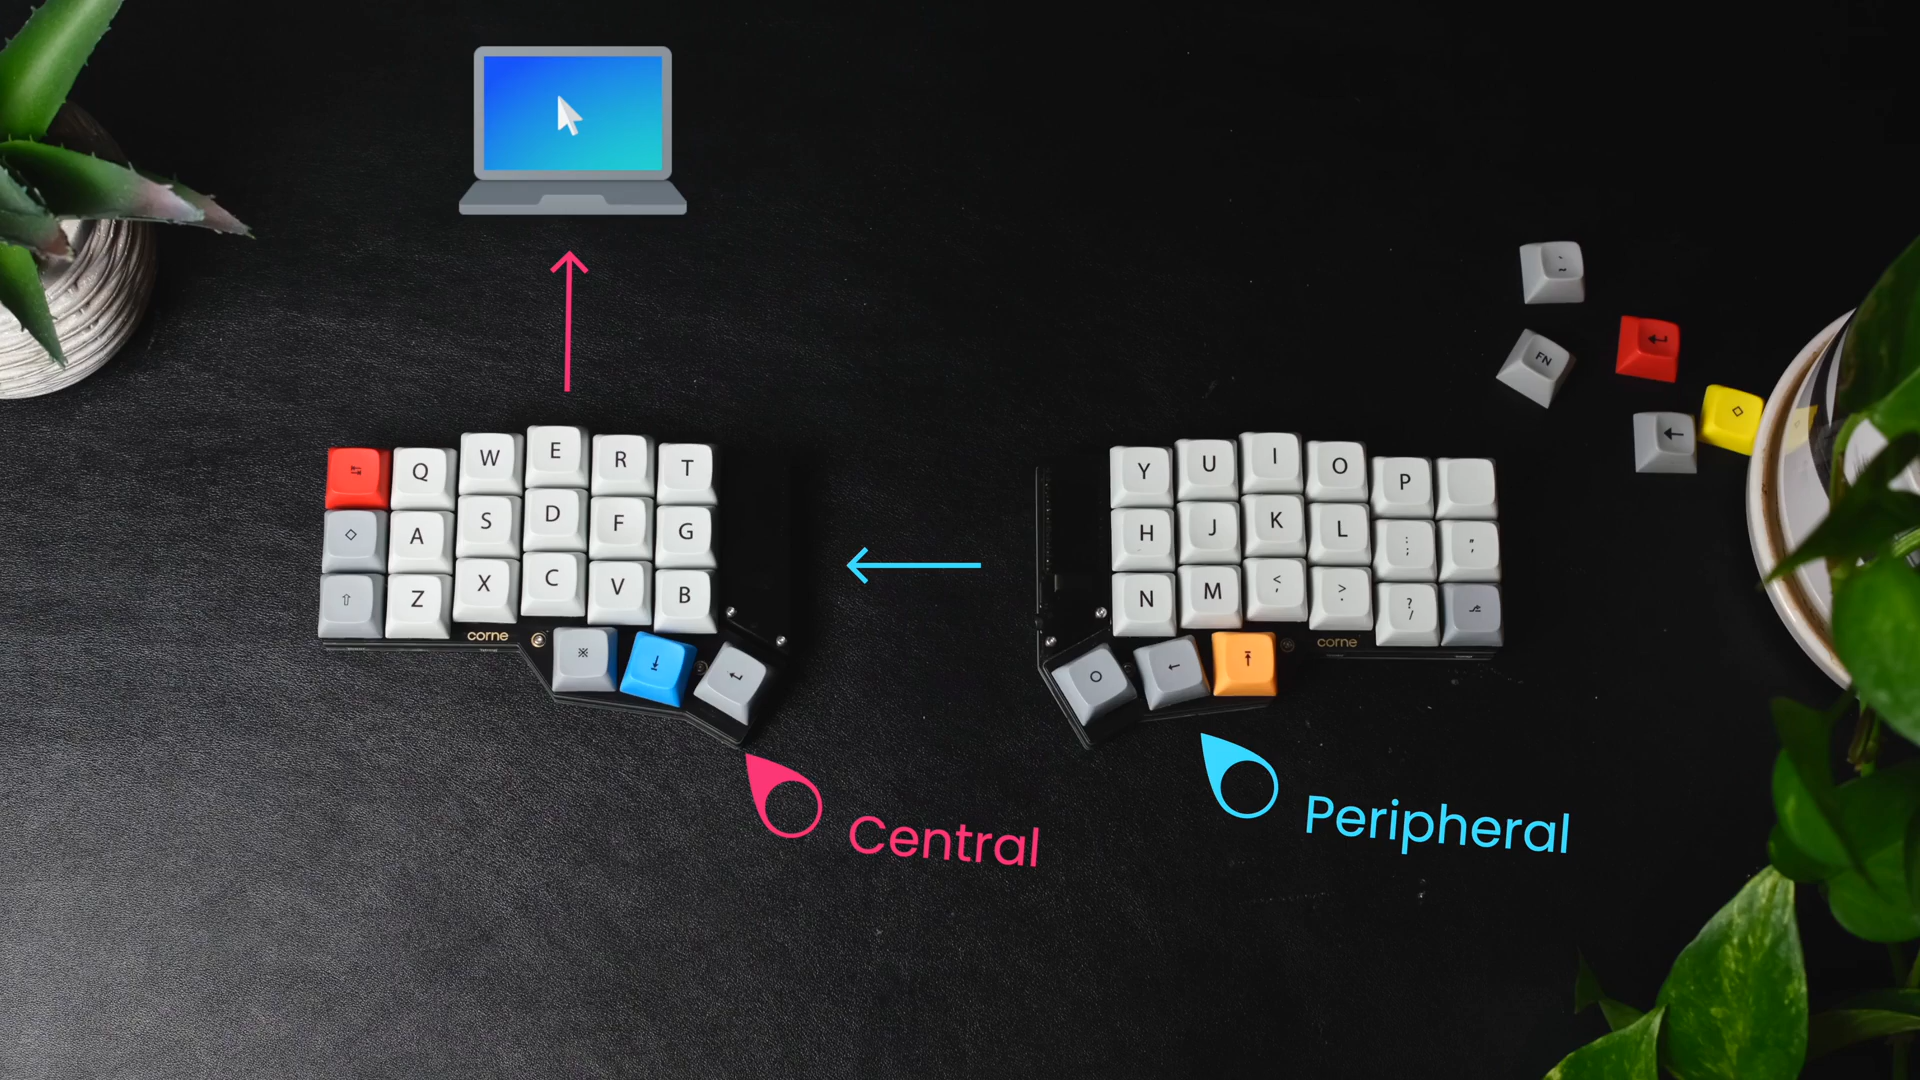 FN
Q W E R T
A S D F G
Z X C V B
Y U I O P
H J K L : ; " '
N M < , > . ? /
corne
corne
Central
Peripheral